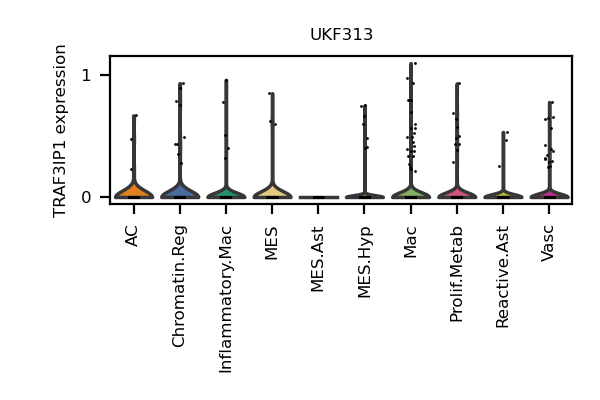 UKF313
TRAF3IP1 expression
1
0
AC
Chromatin.Reg
Inflammatory.Mac
MES
MES.Ast
MES.Hyp
Mac
Prolif.Metab
Reactive.Ast
Vasc